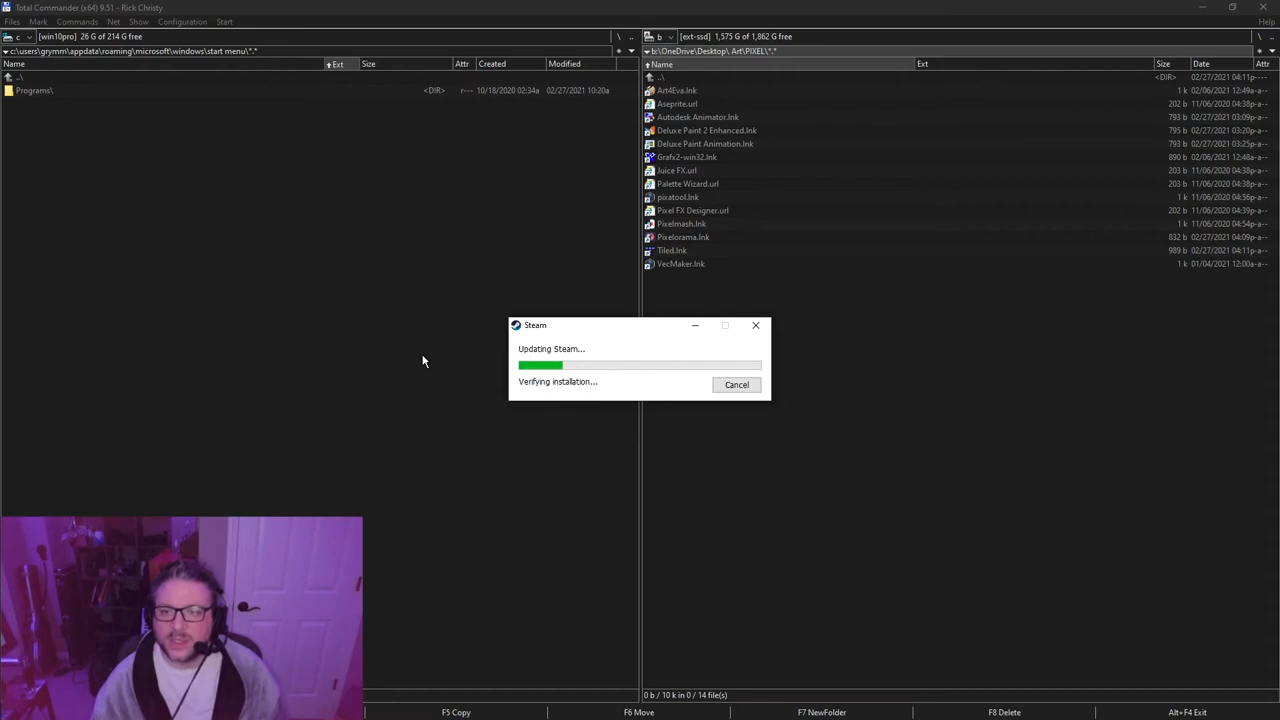 Total Commander (x64) 9.51 - Rick Christy
Files Mark Commands Net Show Configuration Start Help
c [win10pro] 26 G of 214 G free \ ..
c:\users\grymm\appdata\roaming\microsoft\windows\start menu\*.*
Name Ext Size Attr Created Modified
..\
Programs\ <DIR> r--- 10/18/2020 02:34a 02/27/2021 10:20a
b [ext-ssd] 1,575 G of 1,862 G free \ ..
b:\OneDrive\Desktop\ Art\PIXEL\*.*
Name Ext Size Date Attr
..\ <DIR> 02/27/2021 04:11p----
Art4Eva.lnk 1 k 02/06/2021 12:49a-a--
Aseprite.url 202 b 11/06/2020 04:38p-a--
Autodesk Animator.lnk 793 b 02/27/2021 03:09p-a--
Deluxe Paint 2 Enhanced.lnk 795 b 02/27/2021 03:20p-a--
Deluxe Paint Animation.lnk 793 b 02/27/2021 03:25p-a--
Grafx2-win32.lnk 890 b 02/06/2021 12:48a-a--
Juice FX.url 203 b 11/06/2020 04:38p-a--
Palette Wizard.url 203 b 11/06/2020 04:38p-a--
pixatool.lnk 1 k 11/06/2020 04:56p-a--
Pixel FX Designer.url 202 b 11/06/2020 04:39p-a--
Pixelmash.lnk 1 k 11/06/2020 04:54p-a--
Pixelorama.lnk 832 b 02/27/2021 04:09p-a--
Tiled.lnk 989 b 02/27/2021 04:11p-a--
VecMaker.lnk 1 k 01/04/2021 12:00a-a--
Steam
Updating Steam...
Verifying installation...
Cancel
0 b / 10 k in 0 / 14 file(s)
F5 Copy F6 Move F7 NewFolder F8 Delete Alt+F4 Exit